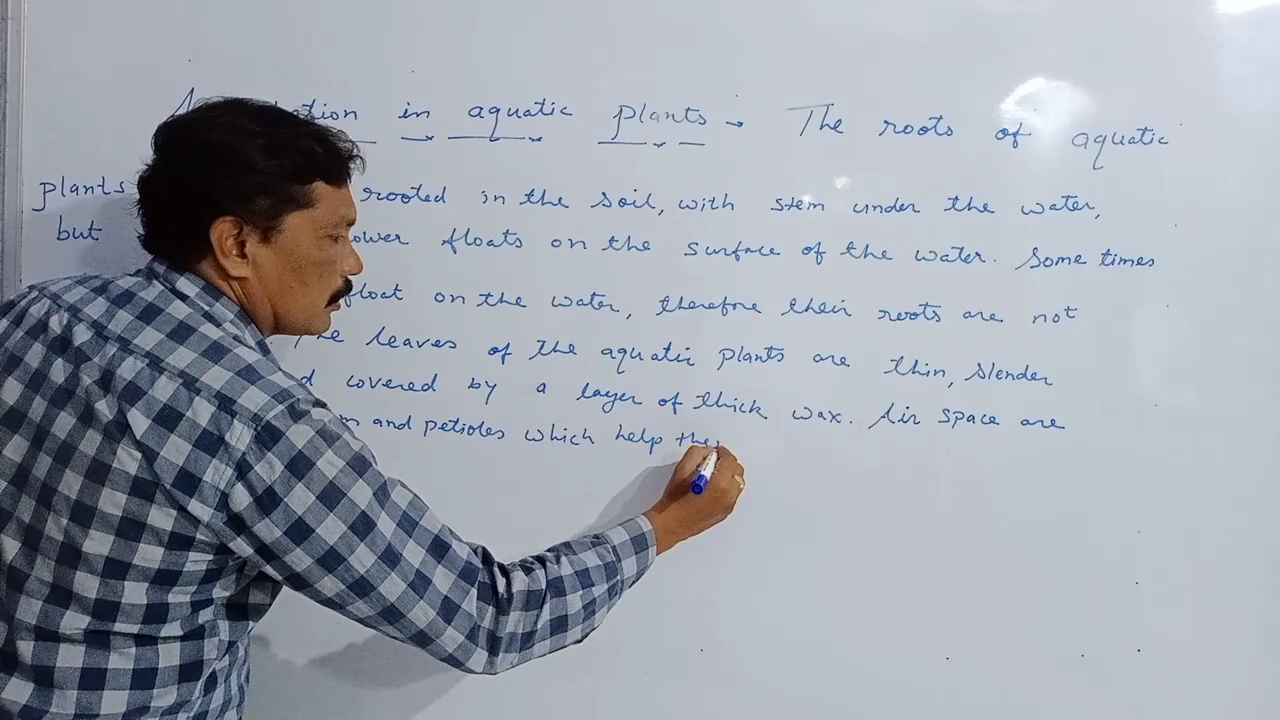 in aquatic plants → The roots of aquatic
plants rooted in the soil, with stem under the water,
but floats on the surface of the water. Some times
float on the water, therefore their roots are not
The leaves of the aquatic plants are thin, slender
covered by a layer of thick wax. Air space are
and petioles which help the